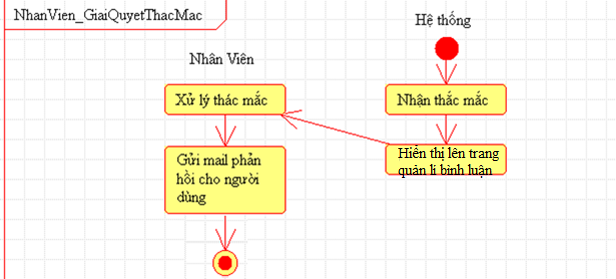 NhanVien_GiaiQuyetThacMac
Hệ thống
Nhân Viên
Xử lý thác mắc
Nhận thắc mắc
Hiển thị lên trang
quản lí bình luận
Gửi mail phản
hồi cho người
dùng